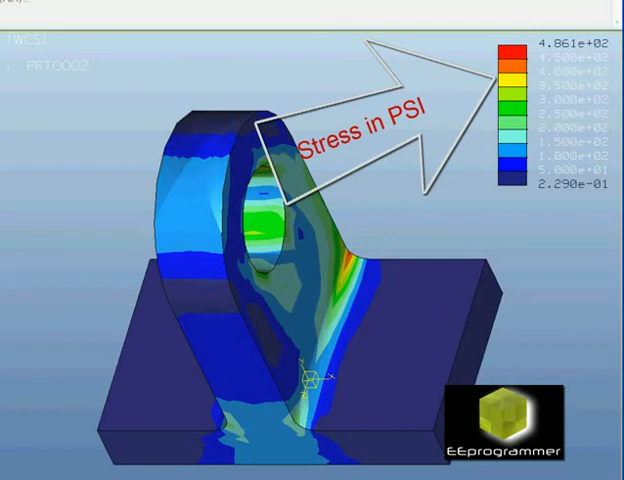 (WCS)
PRT0002
4.861e+02
4.500e+02
4.000e+02
3.500e+02
3.000e+02
2.500e+02
2.000e+02
1.500e+02
1.000e+02
5.000e+01
2.290e-01
Stress in PSI
EEprogrammer